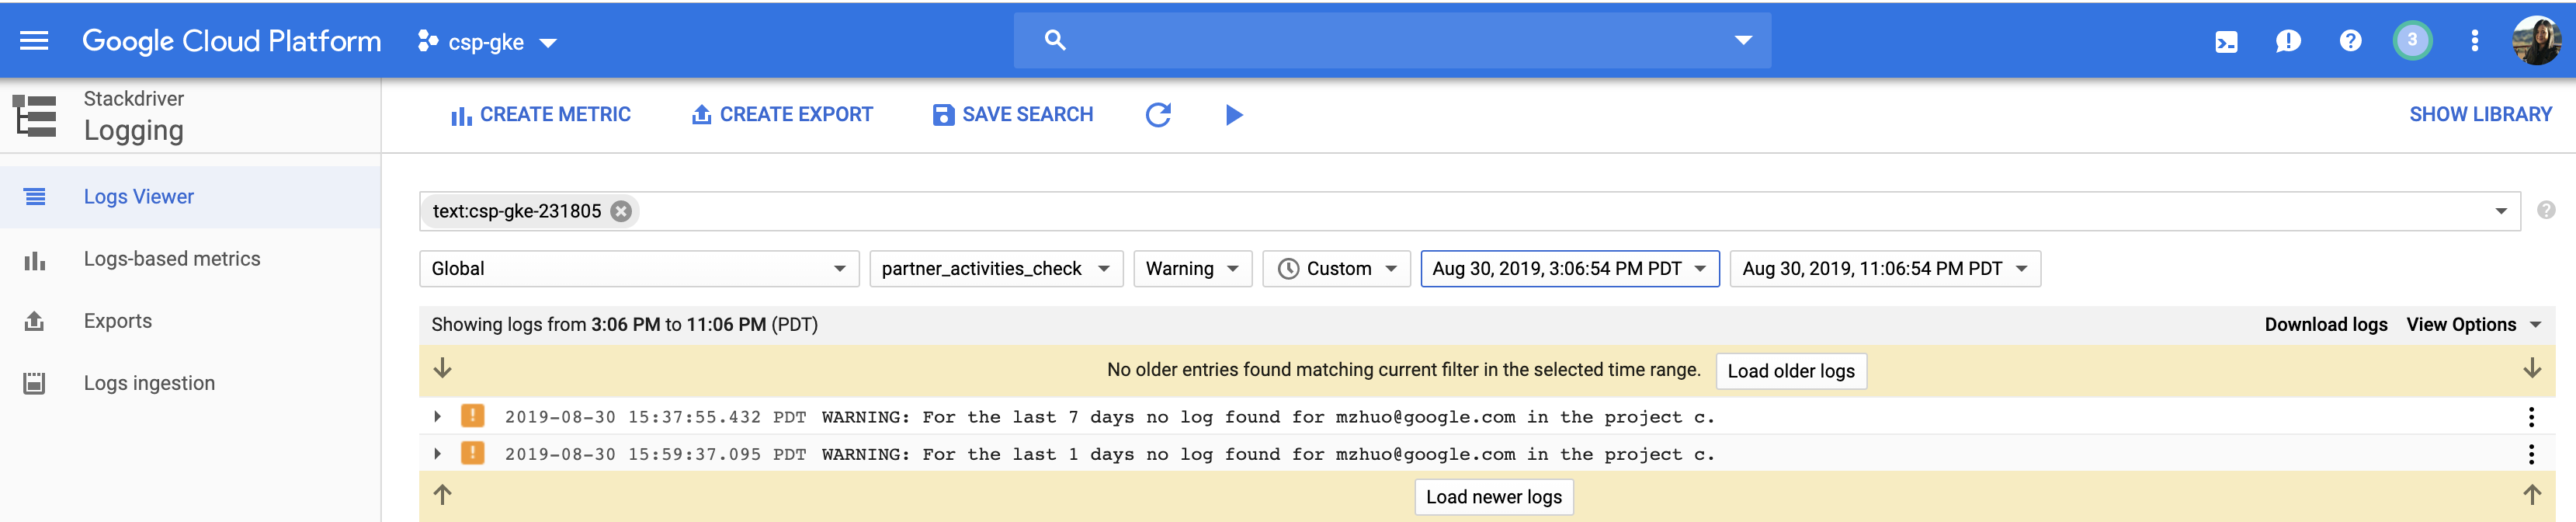 Google Cloud Platform csp-gke 3
Stackdriver
Logging
CREATE METRIC CREATE EXPORT SAVE SEARCH SHOW LIBRARY
Logs Viewer
Logs-based metrics
Exports
Logs ingestion
text:csp-gke-231805
Global partner_activities_check Warning Custom Aug 30, 2019, 3:06:54 PM PDT Aug 30, 2019, 11:06:54 PM PDT
Showing logs from 3:06 PM to 11:06 PM (PDT) Download logs View Options
No older entries found matching current filter in the selected time range. Load older logs
2019-08-30 15:37:55.432 PDT WARNING: For the last 7 days no log found for mzhuo@google.com in the project c.
2019-08-30 15:59:37.095 PDT WARNING: For the last 1 days no log found for mzhuo@google.com in the project c.
Load newer logs